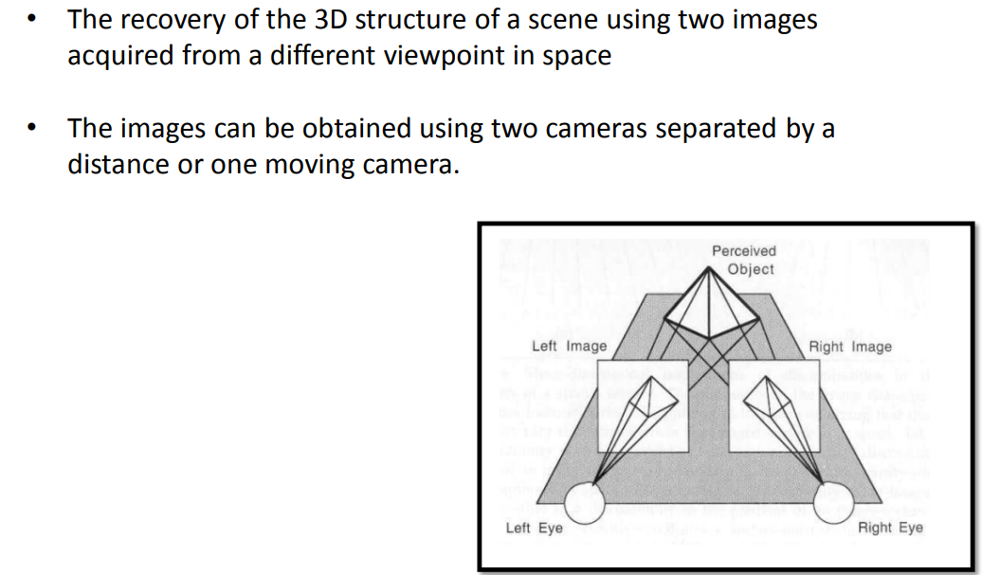 • The recovery of the 3D structure of a scene using two images
acquired from a different viewpoint in space
• The images can be obtained using two cameras separated by a
distance or one moving camera.
Perceived
Object
Left Image
Right Image
Left Eye
Right Eye